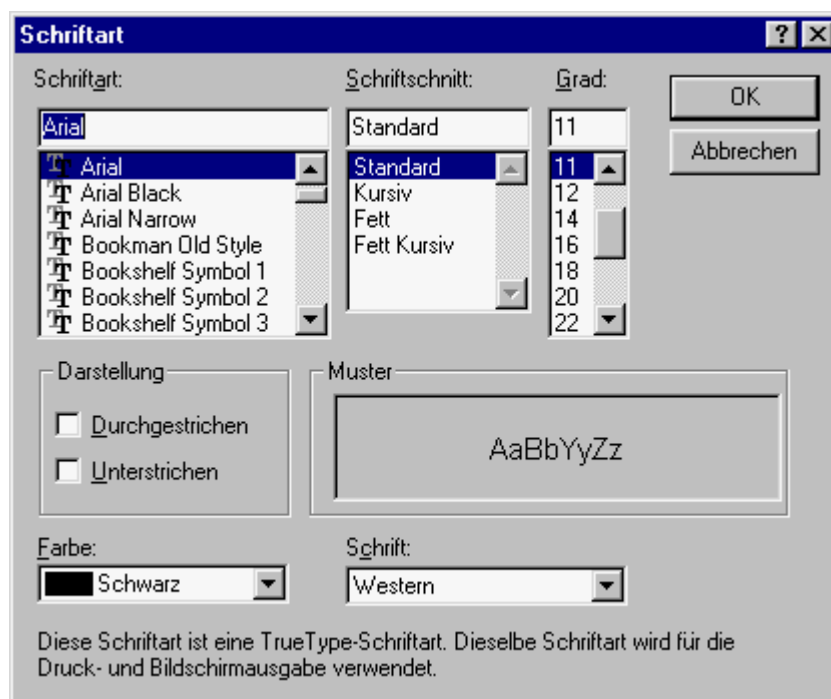 Schriftart
Schriftart:
Arial
Arial
Arial Black
Arial Narrow
Bookman Old Style
Bookshelf Symbol 1
Bookshelf Symbol 2
Bookshelf Symbol 3
Schriftschnitt:
Standard
Standard
Kursiv
Fett
Fett Kursiv
Grad:
11
11
12
14
16
18
20
22
OK
Abbrechen
Darstellung
Durchgestrichen
Unterstrichen
Muster
AaBbYyZz
Farbe:
Schwarz
Schrift:
Western
Diese Schriftart ist eine TrueType-Schriftart. Dieselbe Schriftart wird für die
Druck- und Bildschirmausgabe verwendet.